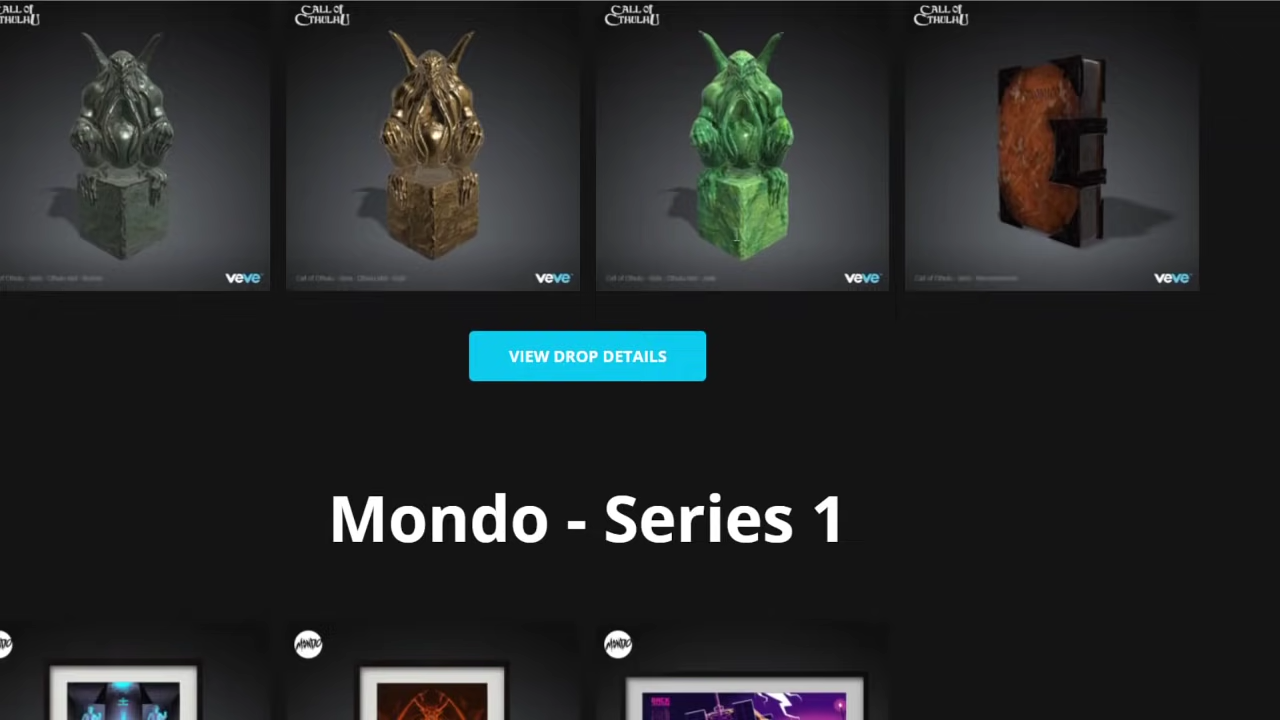 CALL of CTHULHU
CALL of CTHULHU
CALL of CTHULHU
CALL of CTHULHU
veve
veve
veve
veve
VIEW DROP DETAILS
Mondo - Series 1
MONDO
MONDO